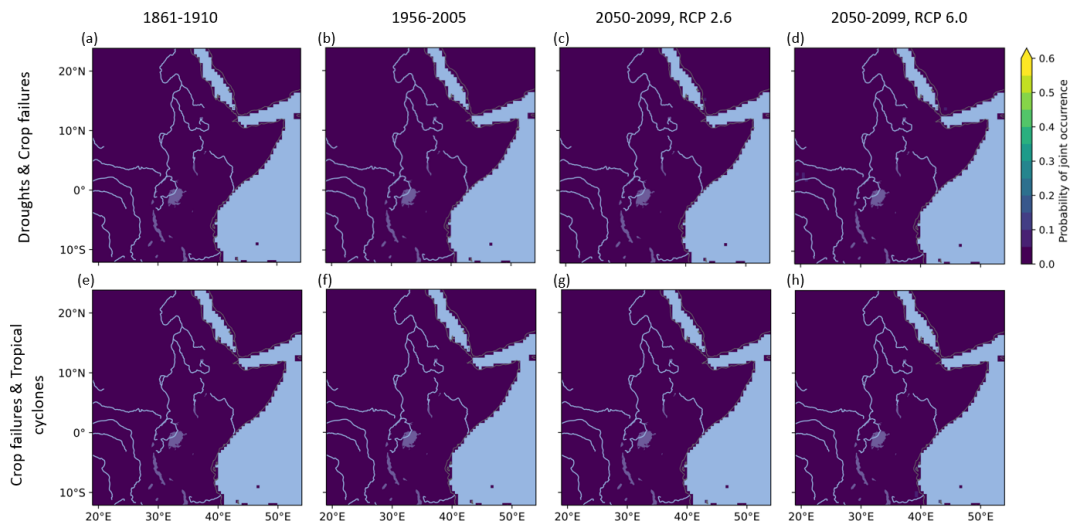 1861-1910
1956-2005
2050-2099, RCP 2.6
2050-2099, RCP 6.0
Droughts & Crop failures
(a)
(b)
(c)
(d)
20°N
10°N
0°
10°S
0.6
0.5
0.4
0.3
0.2
0.1
0.0
Probability of joint occurrence
Crop failures & Tropical
cyclones
(e)
(f)
(g)
(h)
20°N
10°N
0°
10°S
20°E 30°E 40°E 50°E
20°E 30°E 40°E 50°E
20°E 30°E 40°E 50°E
20°E 30°E 40°E 50°E